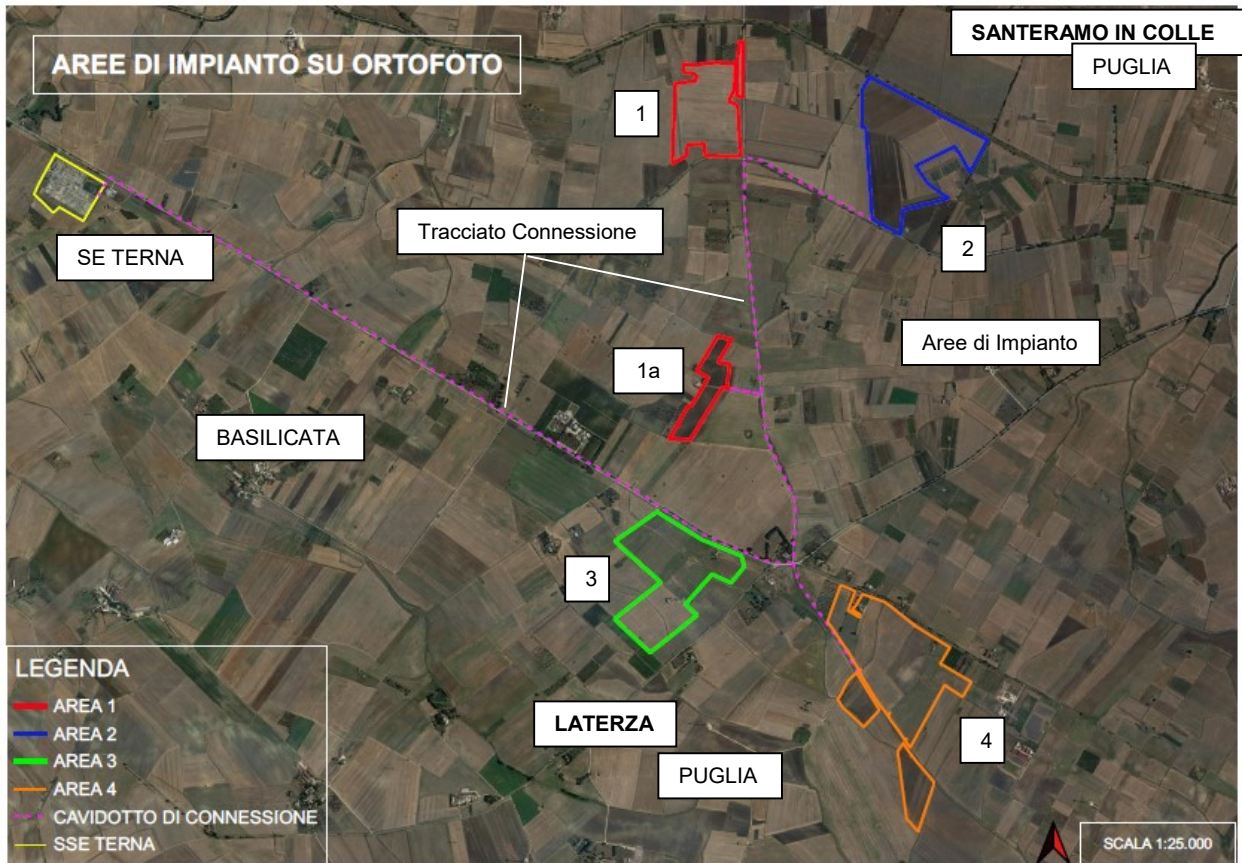 AREE DI IMPIANTO SU ORTOFOTO
SANTERAMO IN COLLE
PUGLIA
1
2
SE TERNA
Tracciato Connessione
Aree di Impianto
1a
BASILICATA
3
LATERZA
PUGLIA
4
LEGENDA
AREA 1
AREA 2
AREA 3
AREA 4
CAVIDOTTO DI CONNESSIONE
SSE TERNA
SCALA 1:25.000